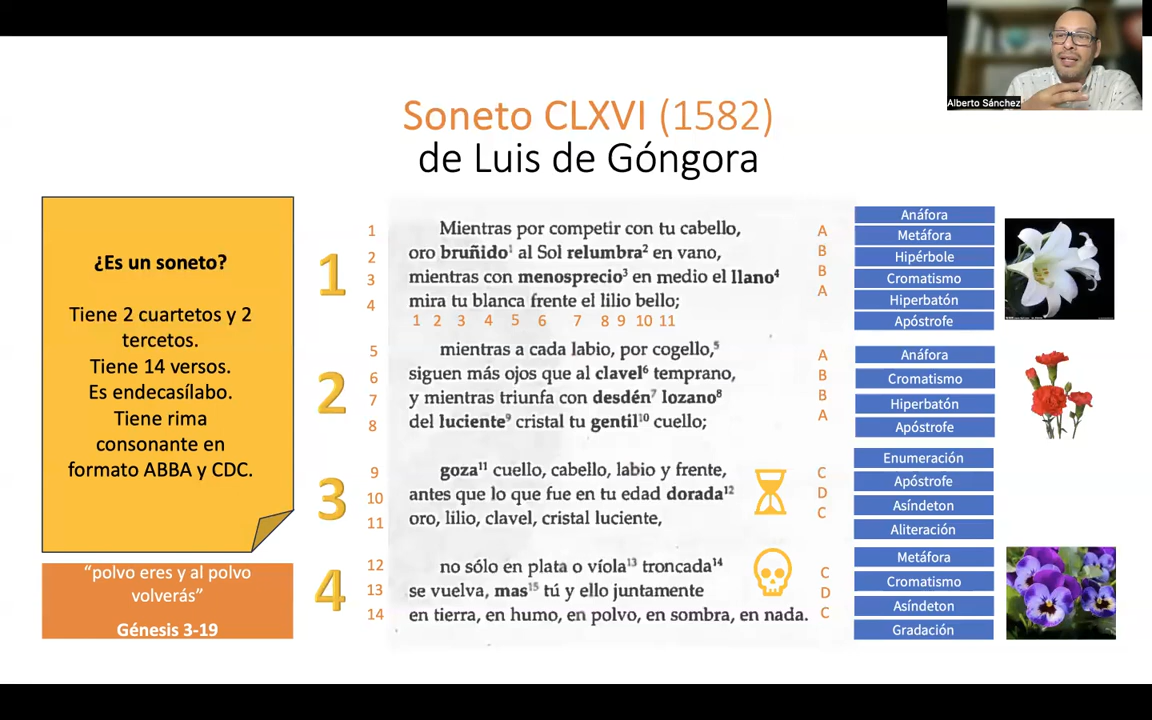 Alberto Sánchez
Soneto CLXVI (1582)
de Luis de Góngora
¿Es un soneto?
Tiene 2 cuartetos y 2
tercetos.
Tiene 14 versos.
Es endecasílabo.
Tiene rima
consonante en
formato ABBA y CDC.
"polvo eres y al polvo
volverás"
Génesis 3-19
1
1 Mientras por competir con tu cabello, A
2 oro bruñido¹ al Sol relumbra² en vano, B
3 mientras con menosprecio³ en medio el llano⁴ B
4 mira tu blanca frente el lilio bello; A
1 2 3 4 5 6 7 8 9 10 11
2
5 mientras a cada labio, por cogello,⁵ A
6 siguen más ojos que al clavel⁶ temprano, B
7 y mientras triunfa con desdén⁷ lozano⁸ B
8 del luciente⁹ cristal tu gentil¹⁰ cuello; A
3
9 goza¹¹ cuello, cabello, labio y frente, C
10 antes que lo que fue en tu edad dorada¹² D
11 oro, lilio, clavel, cristal luciente, C
4
12 no sólo en plata o víola¹³ troncada¹⁴ C
13 se vuelva, mas¹⁵ tú y ello juntamente D
14 en tierra, en humo, en polvo, en sombra, en nada. C
Anáfora
Metáfora
Hipérbole
Cromatismo
Hiperbatón
Apóstrofe
Anáfora
Cromatismo
Hiperbatón
Apóstrofe
Enumeración
Apóstrofe
Asíndeton
Aliteración
Metáfora
Cromatismo
Asíndeton
Gradación